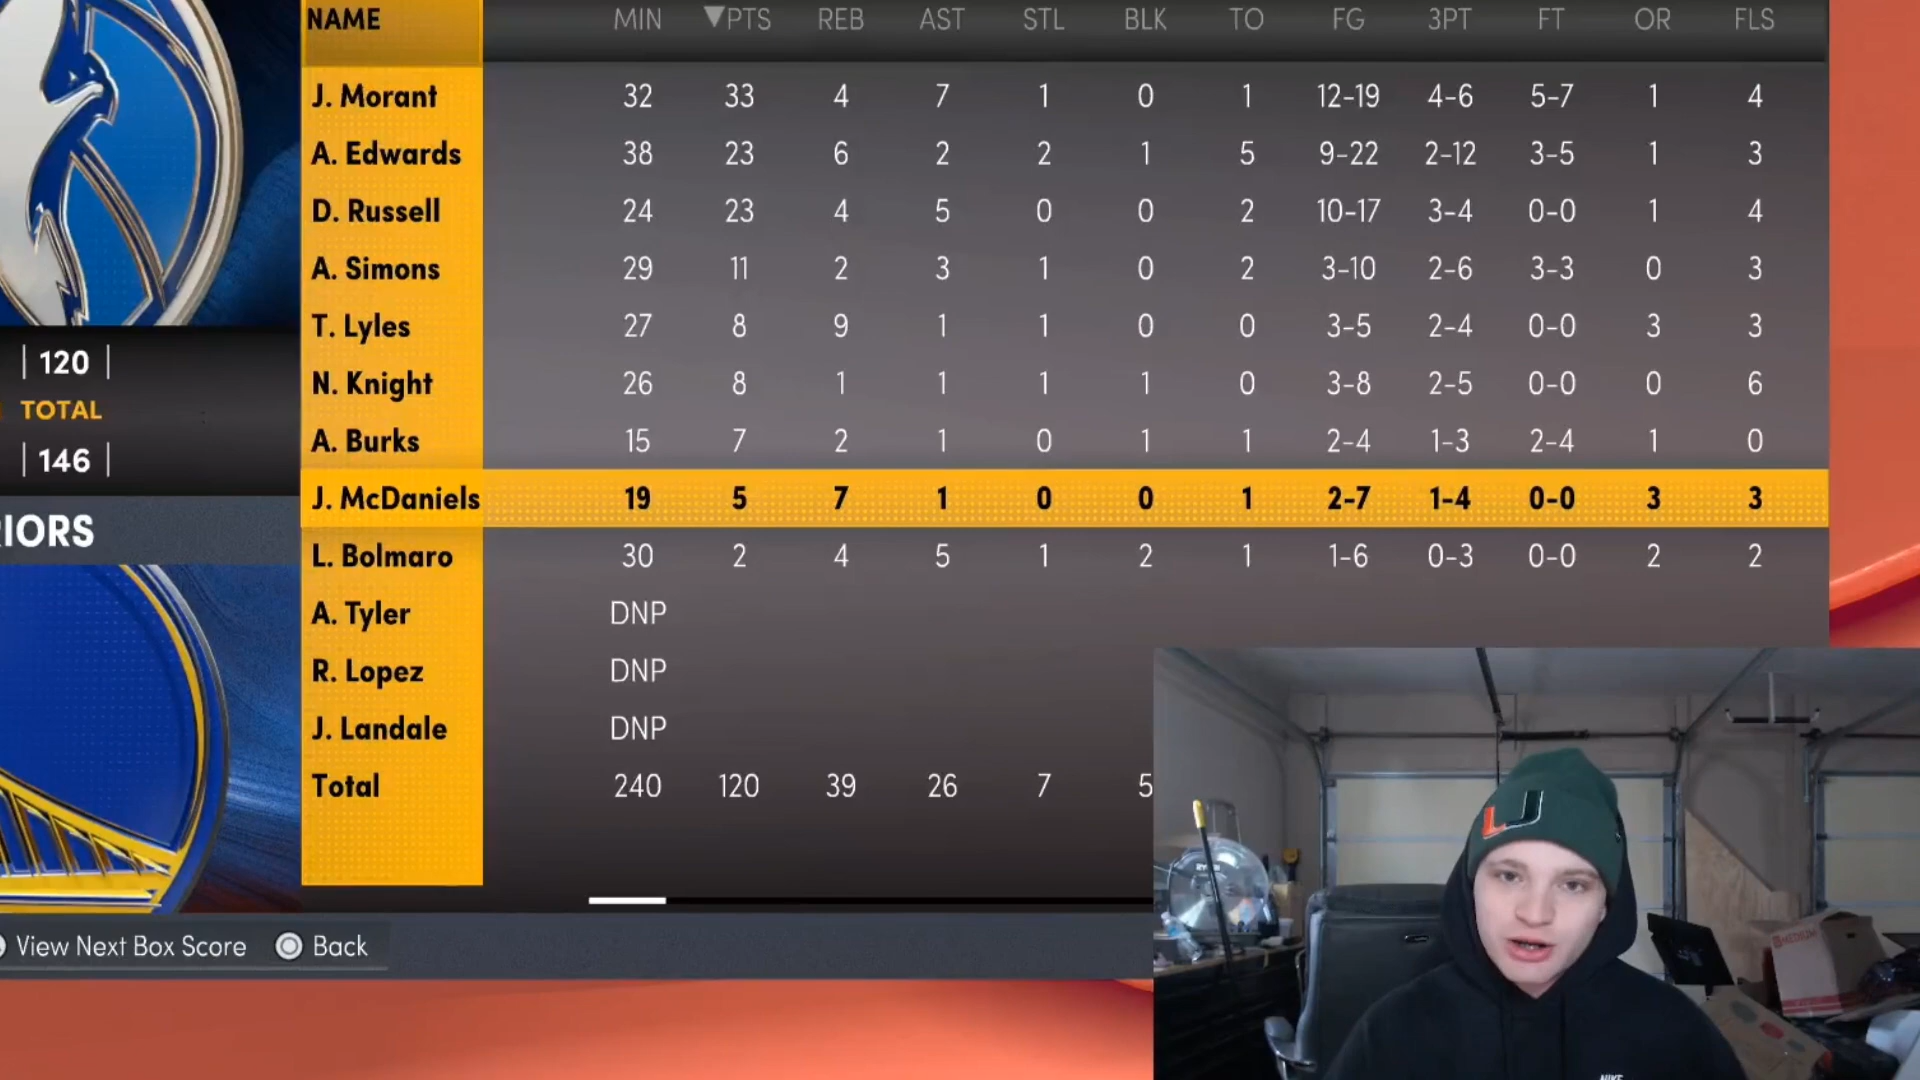 NAME MIN ▼PTS REB AST STL BLK TO FG 3PT FT OR FLS
J. Morant 32 33 4 7 1 0 1 12-19 4-6 5-7 1 4
A. Edwards 38 23 6 2 2 1 5 9-22 2-12 3-5 1 3
D. Russell 24 23 4 5 0 0 2 10-17 3-4 0-0 1 4
A. Simons 29 11 2 3 1 0 2 3-10 2-6 3-3 0 3
T. Lyles 27 8 9 1 1 0 0 3-5 2-4 0-0 3 3
N. Knight 26 8 1 1 1 1 0 3-8 2-5 0-0 0 6
A. Burks 15 7 2 1 0 1 1 2-4 1-3 2-4 1 0
J. McDaniels 19 5 7 1 0 0 1 2-7 1-4 0-0 3 3
L. Bolmaro 30 2 4 5 1 2 1 1-6 0-3 0-0 2 2
A. Tyler DNP
R. Lopez DNP
J. Landale DNP
Total 240 120 39 26 7 5
| 120 |
TOTAL
| 146 |
IORS
View Next Box Score Back
U
NIKE